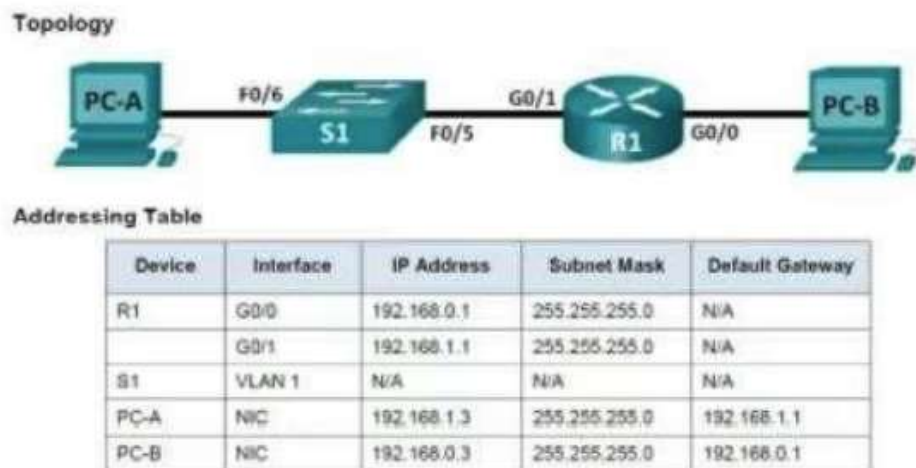 Topology
PC-A F0/6 S1 F0/5 G0/1 R1 G0/0 PC-B
Addressing Table
Device Interface IP Address Subnet Mask Default Gateway
R1 G0/0 192.168.0.1 255.255.255.0 N/A
G0/1 192.168.1.1 255.255.255.0 N/A
S1 VLAN 1 N/A N/A N/A
PC-A NIC 192.168.1.3 255.255.255.0 192.168.1.1
PC-B NIC 192.168.0.3 255.255.255.0 192.168.0.1